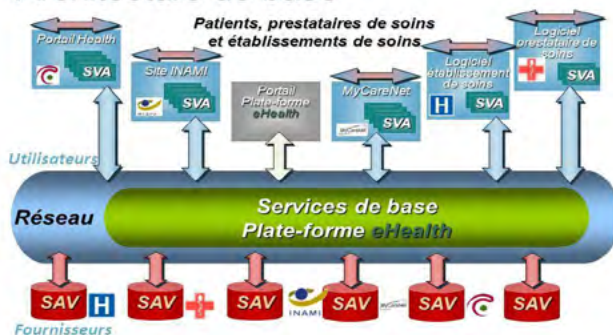 Patients, prestataires de soins
et établissements de soins
Portail Health
SVA
Site INAMI
SVA
Portail
Plate-forme
eHealth
MyCareNet
SVA
Logiciel
établissement
de soins
H
SVA
Logiciel
prestataire de
soins
SVA
Utilisateurs
Réseau
Services de base
Plate-forme eHealth
SAV
H
SAV
SAV
INAMI
SAV
SAV
SAV
Fournisseurs